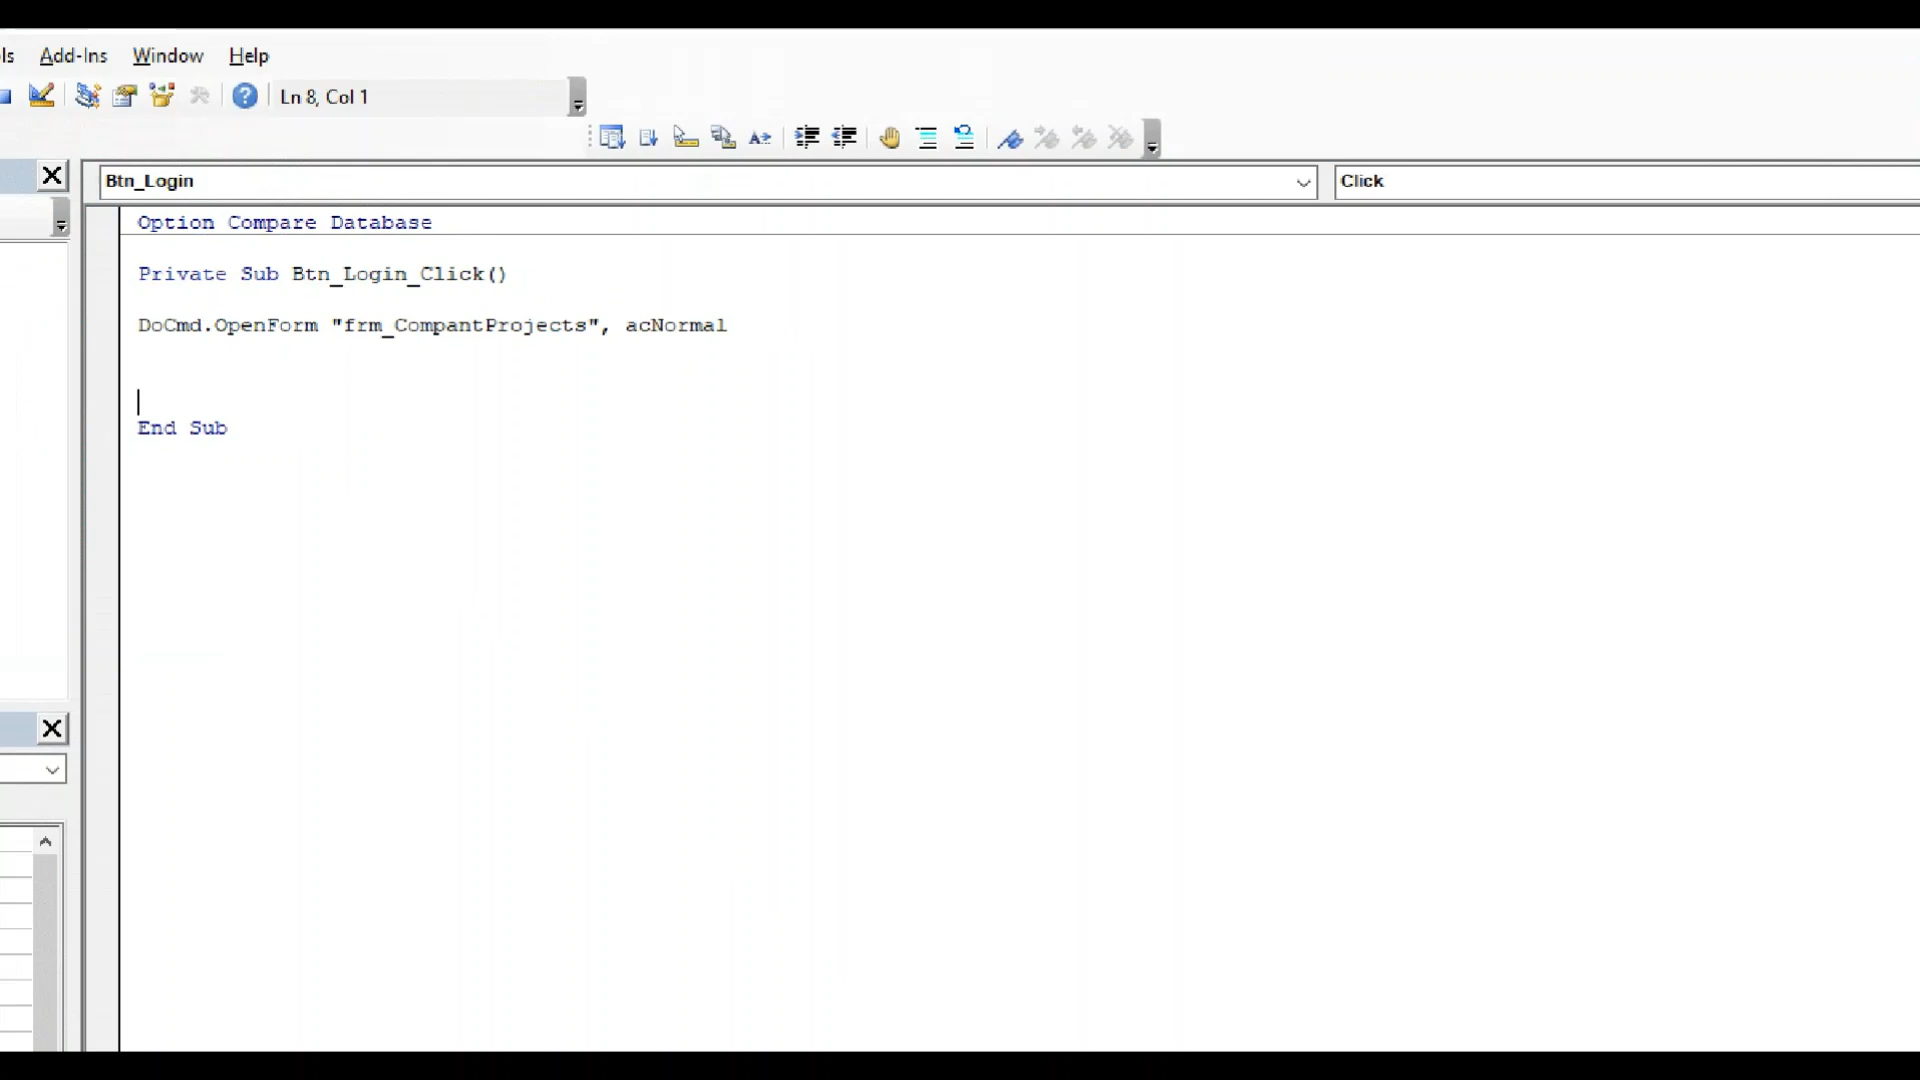 ls Add-Ins Window Help
Ln 8, Col 1
Btn_Login Click
Option Compare Database
Private Sub Btn_Login_Click()
DoCmd.OpenForm "frm_CompantProjects", acNormal
End Sub